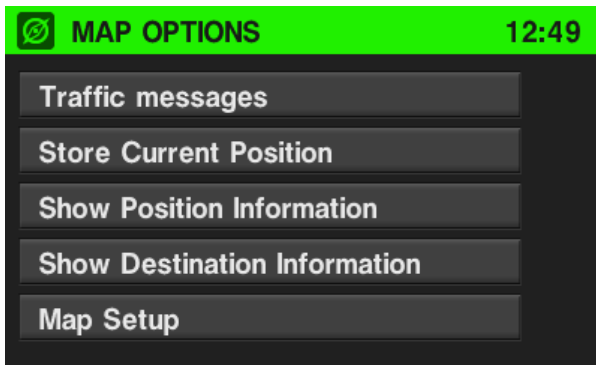 MAP OPTIONS 12:49
Traffic messages
Store Current Position
Show Position Information
Show Destination Information
Map Setup